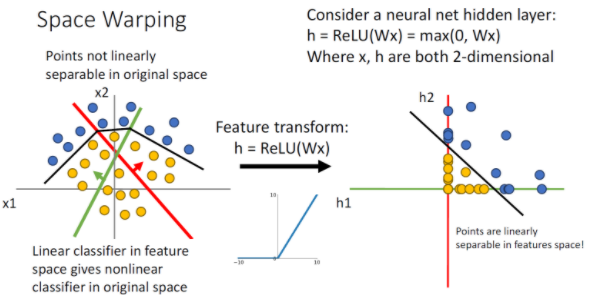 Space Warping
Consider a neural net hidden layer:
h = ReLU(Wx) = max(0, Wx)
Where x, h are both 2-dimensional
Points not linearly
separable in original space
x2
x1
Feature transform:
h = ReLU(Wx)
10
-10
10
h2
h1
Linear classifier in feature
space gives nonlinear
classifier in original space
Points are linearly
separable in features space!